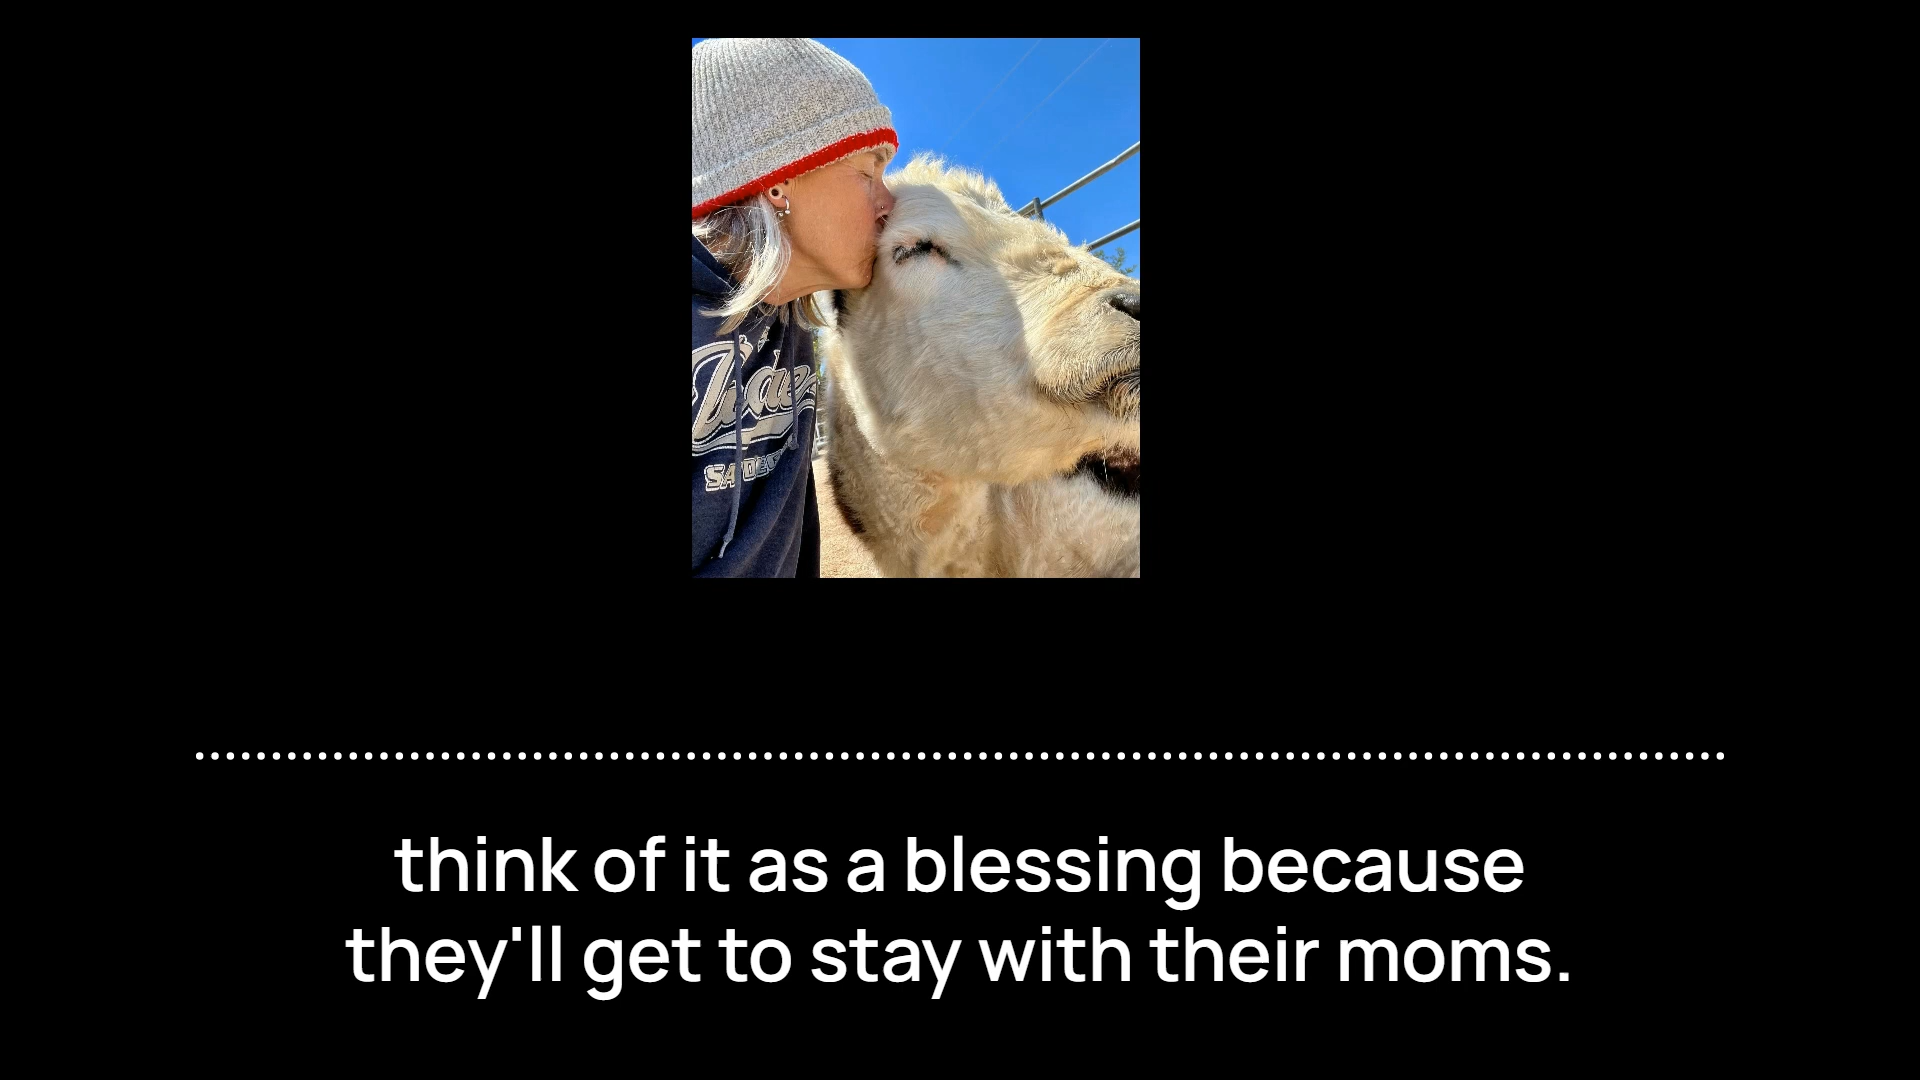 think of it as a blessing because
they'll get to stay with their moms.